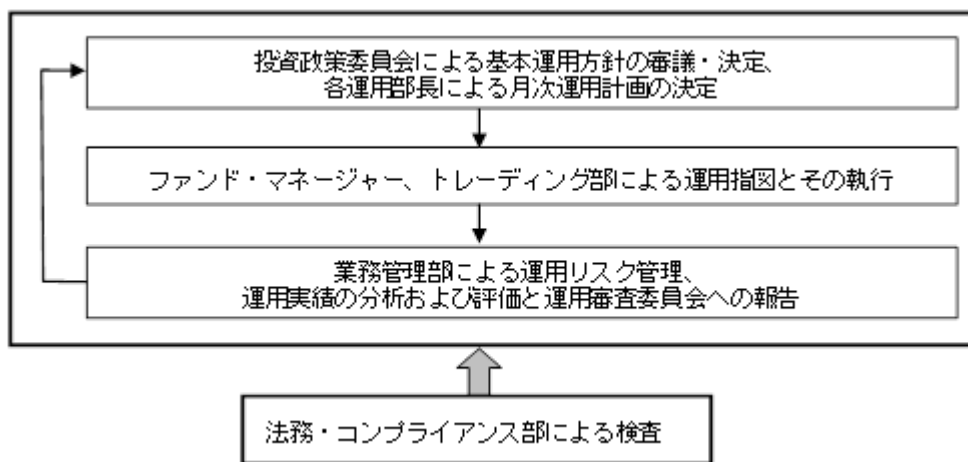 投資政策委員会による基本運用方針の審議・決定、
各運用部長による月次運用計画の決定
ファンド・マネージャー、トレーディング部による運用指図とその執行
業務管理部による運用リスク管理、
運用実績の分析および評価と運用審査委員会への報告
法務・コンプライアンス部による検査